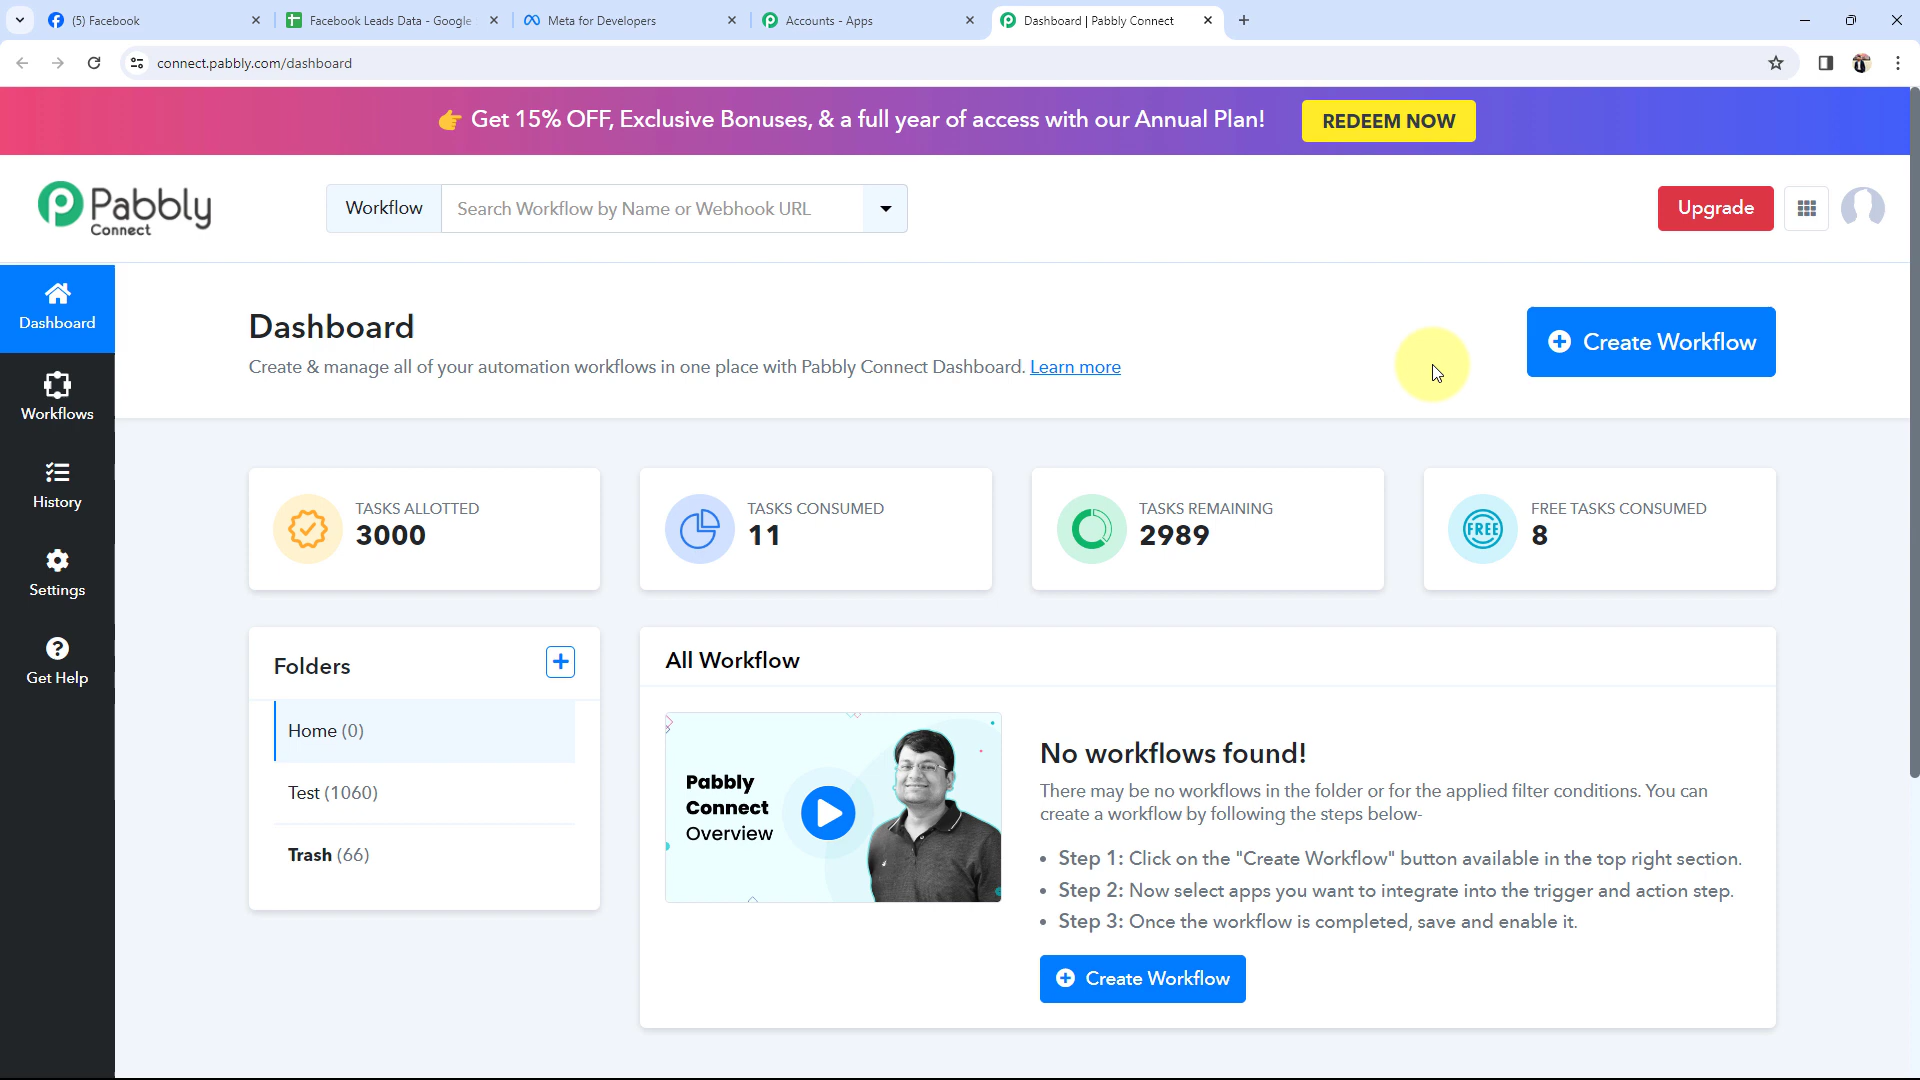 (5) Facebook
Facebook Leads Data - Google
Meta for Developers
Accounts - Apps
Dashboard | Pabbly Connect
connect.pabbly.com/dashboard
👉 Get 15% OFF, Exclusive Bonuses, & a full year of access with our Annual Plan!
REDEEM NOW
Pabbly
Connect
Workflow
Search Workflow by Name or Webhook URL
Upgrade
Dashboard
Workflows
History
Settings
Get Help
Dashboard
Create & manage all of your automation workflows in one place with Pabbly Connect Dashboard. Learn more
Create Workflow
TASKS ALLOTTED
3000
TASKS CONSUMED
11
TASKS REMAINING
2989
FREE
FREE TASKS CONSUMED
8
Folders
Home (0)
Test (1060)
Trash (66)
All Workflow
Pabbly
Connect
Overview
No workflows found!
There may be no workflows in the folder or for the applied filter conditions. You can
create a workflow by following the steps below-
• Step 1: Click on the "Create Workflow" button available in the top right section.
• Step 2: Now select apps you want to integrate into the trigger and action step.
• Step 3: Once the workflow is completed, save and enable it.
Create Workflow